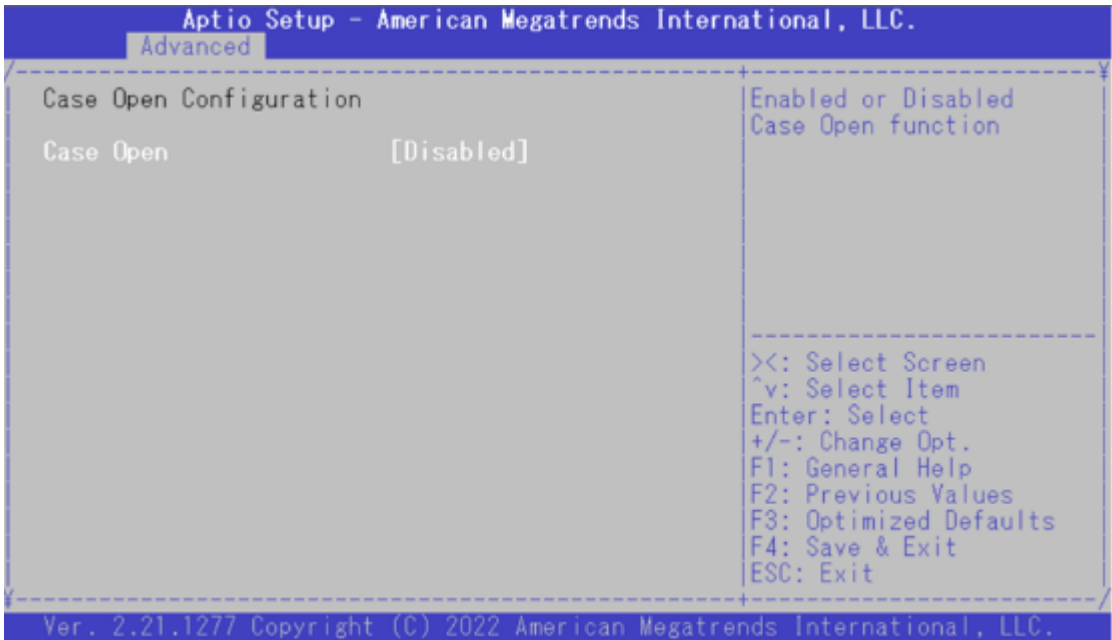 Aptio Setup - American Megatrends International, LLC.
Advanced
Case Open Configuration
Case Open [Disabled]
Enabled or Disabled
Case Open function
><: Select Screen
^v: Select Item
Enter: Select
+/-: Change Opt.
F1: General Help
F2: Previous Values
F3: Optimized Defaults
F4: Save & Exit
ESC: Exit
Ver. 2.21.1277 Copyright (C) 2022 American Megatrends International, LLC.